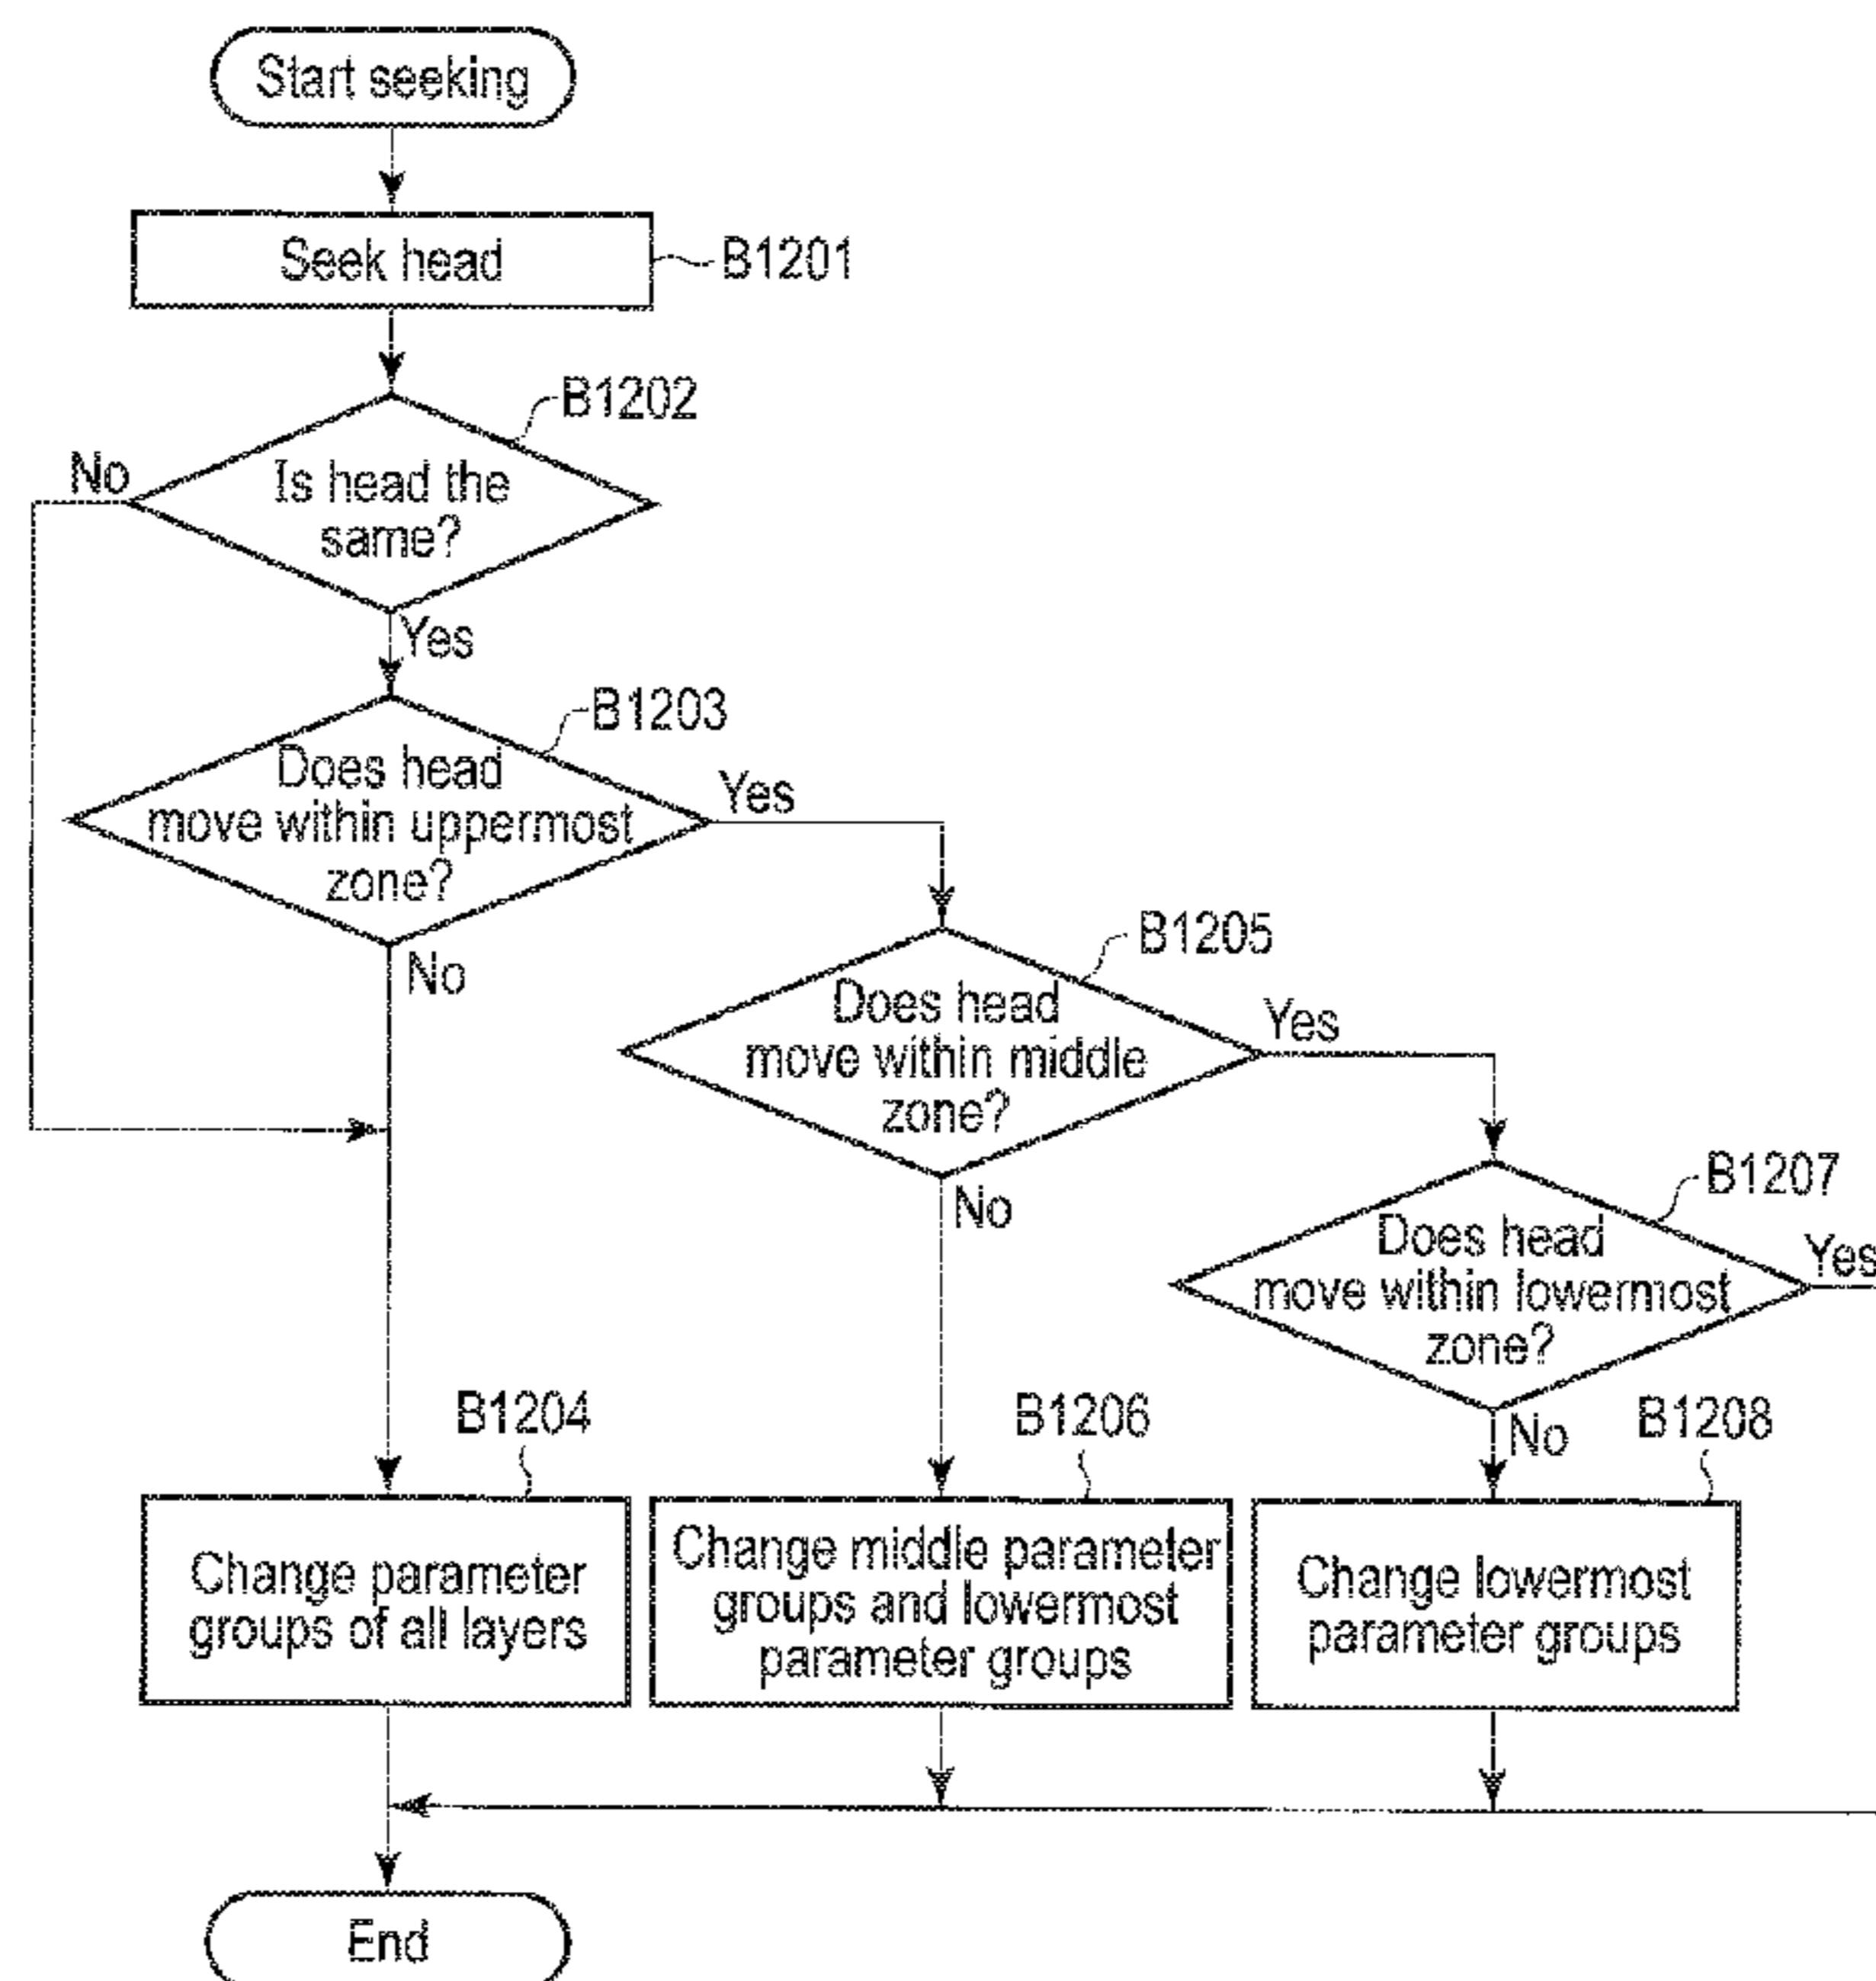 Start seeking
Seek head
B1201
B1202
No
Is head the
same?
Yes
B1203
Does head
move within uppermost
zone?
Yes
No
B1205
Does head
move within middle
zone?
Yes
No
B1207
Does head
move within lowermost
zone?
Yes
No
B1204
Change parameter
groups of all layers
B1206
Change middle parameter
groups and lowermost
parameter groups
B1208
Change lowermost
parameter groups
End